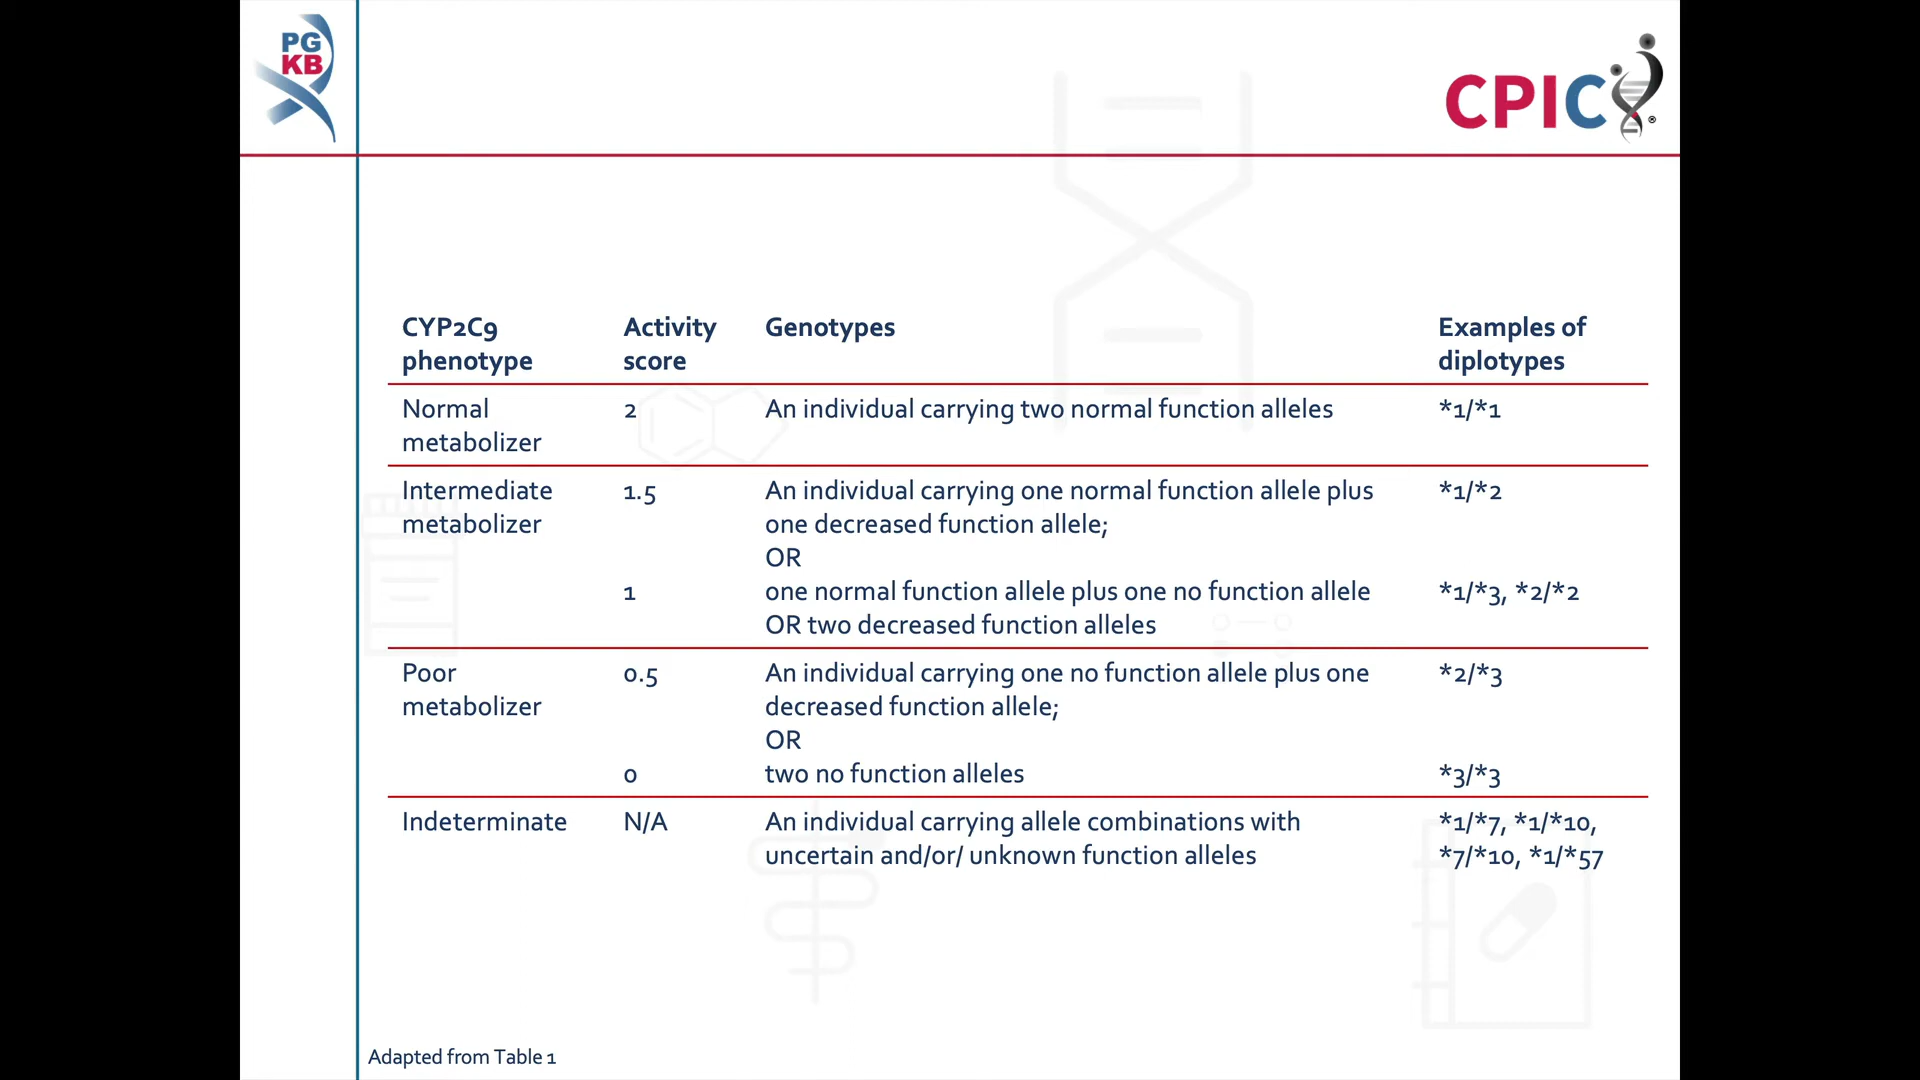 PG
KB
CPIC®
CYP2C9 phenotype Activity score Genotypes Examples of diplotypes
Normal metabolizer 2 An individual carrying two normal function alleles *1/*1
Intermediate metabolizer 1.5 An individual carrying one normal function allele plus one decreased function allele; *1/*2
OR
1 one normal function allele plus one no function allele *1/*3, *2/*2
OR two decreased function alleles
Poor metabolizer 0.5 An individual carrying one no function allele plus one decreased function allele; *2/*3
OR
0 two no function alleles *3/*3
Indeterminate N/A An individual carrying allele combinations with uncertain and/or/ unknown function alleles *1/*7, *1/*10, *7/*10, *1/*57
Adapted from Table 1